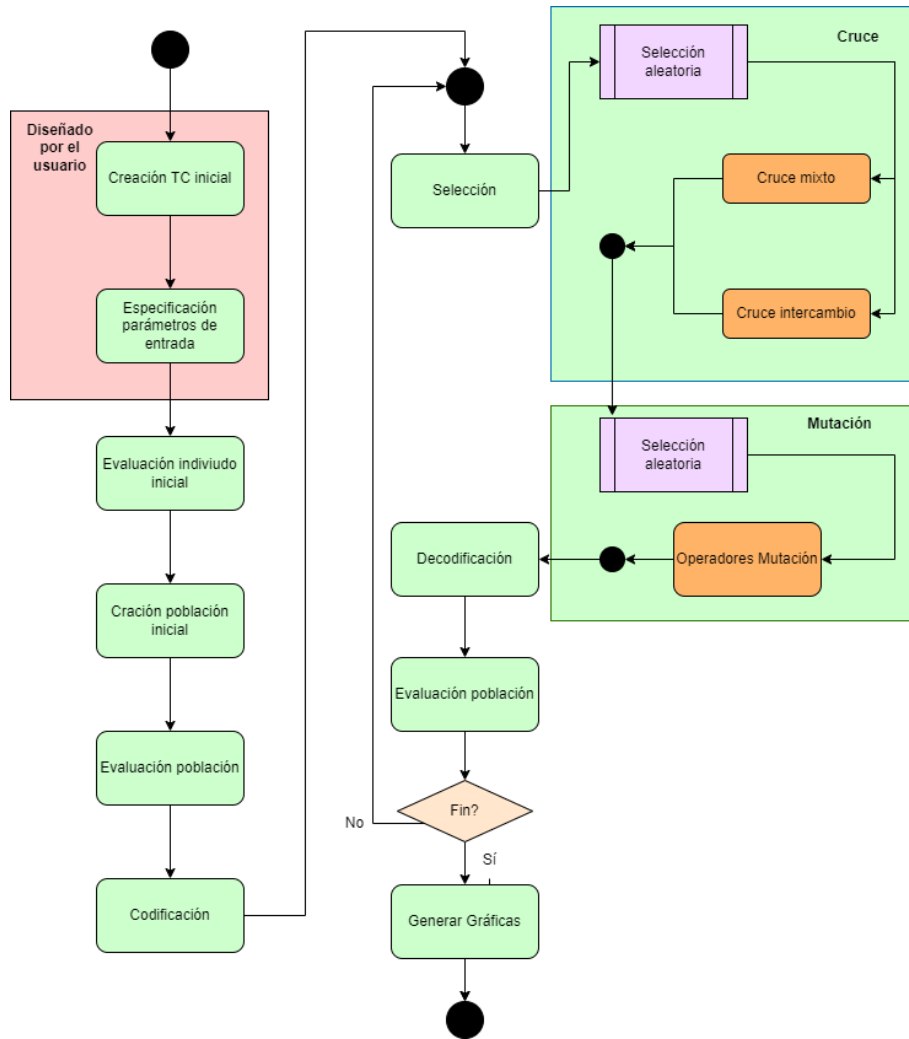 Diseñado
por el
usuario
Creación TC inicial
Especificación
parámetros de
entrada
Evaluación indiviudo
inicial
Cración población
inicial
Evaluación población
Codificación
Selección
Cruce
Selección
aleatoria
Cruce mixto
Cruce intercambio
Mutación
Selección
aleatoria
Operadores Mutación
Decodificación
Evaluación población
Fin?
No
Sí
Generar Gráficas